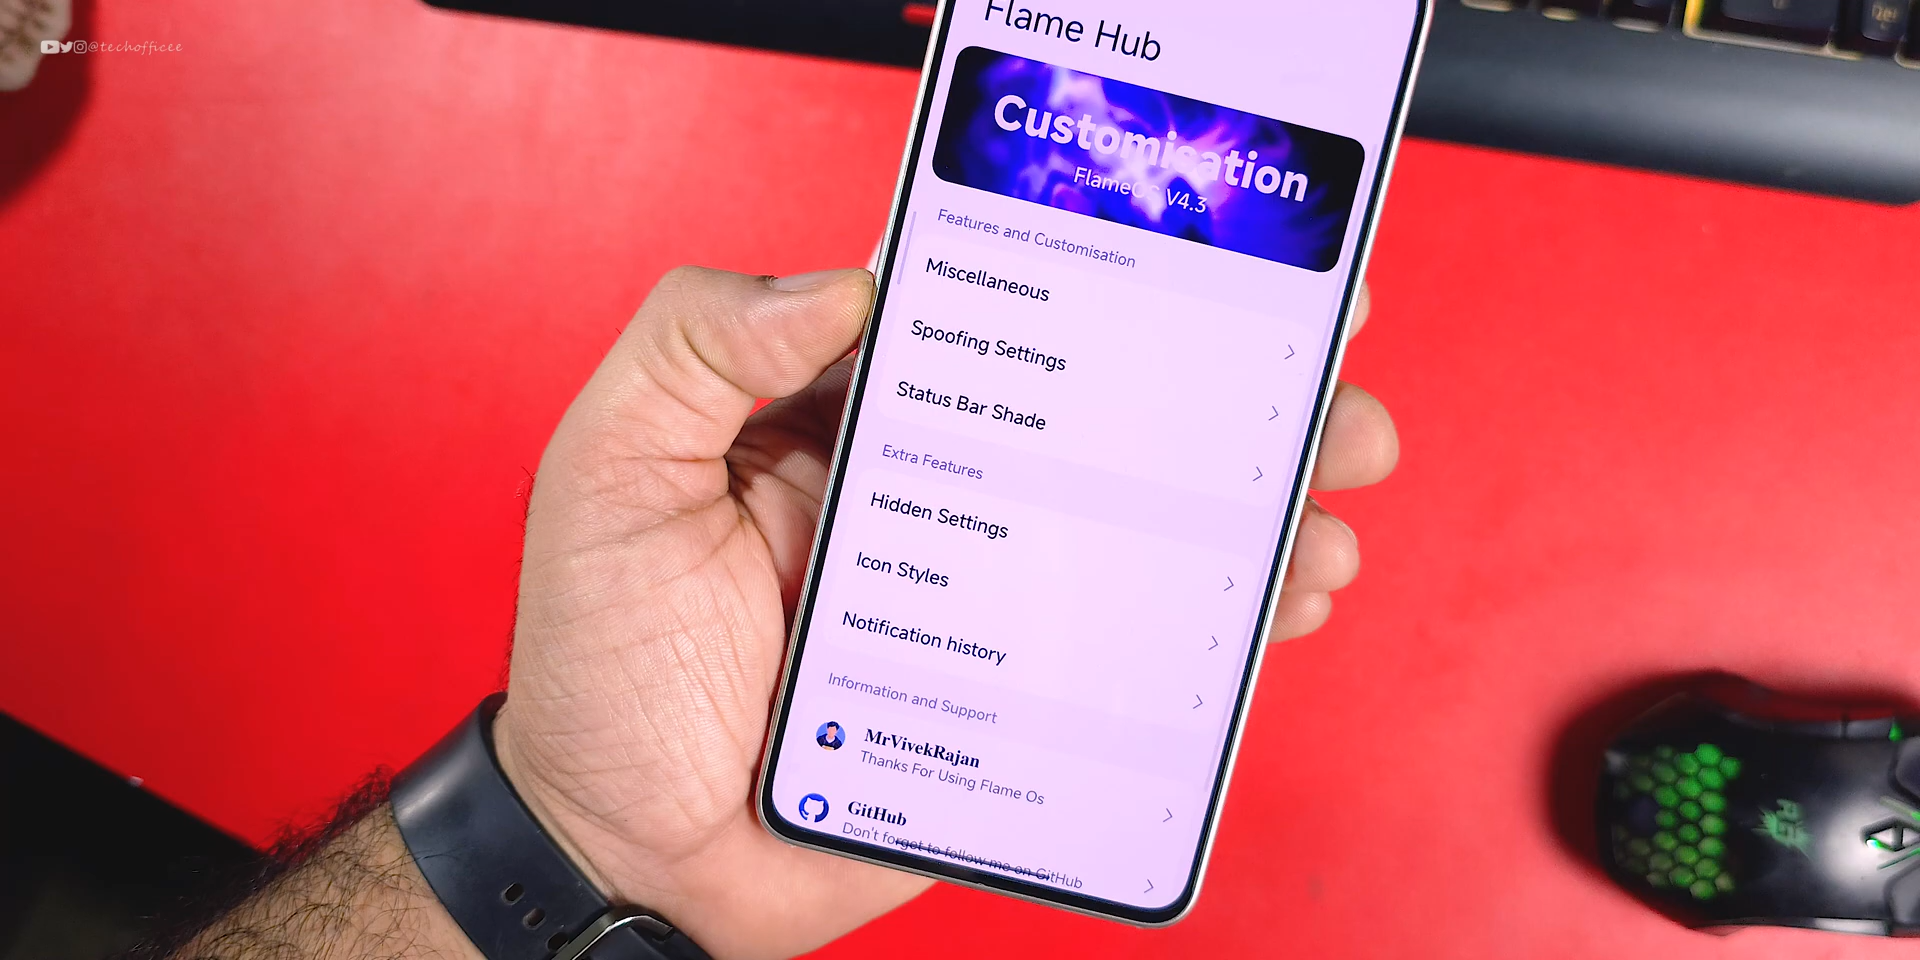 @techofficee
Flame Hub
Customisation
FlameOS V4.3
Features and Customisation
Miscellaneous
Spoofing Settings
Status Bar Shade
Extra Features
Hidden Settings
Icon Styles
Notification history
Information and Support
MrVivekRajan
Thanks For Using Flame Os
GitHub
Don't forget to follow me on GitHub